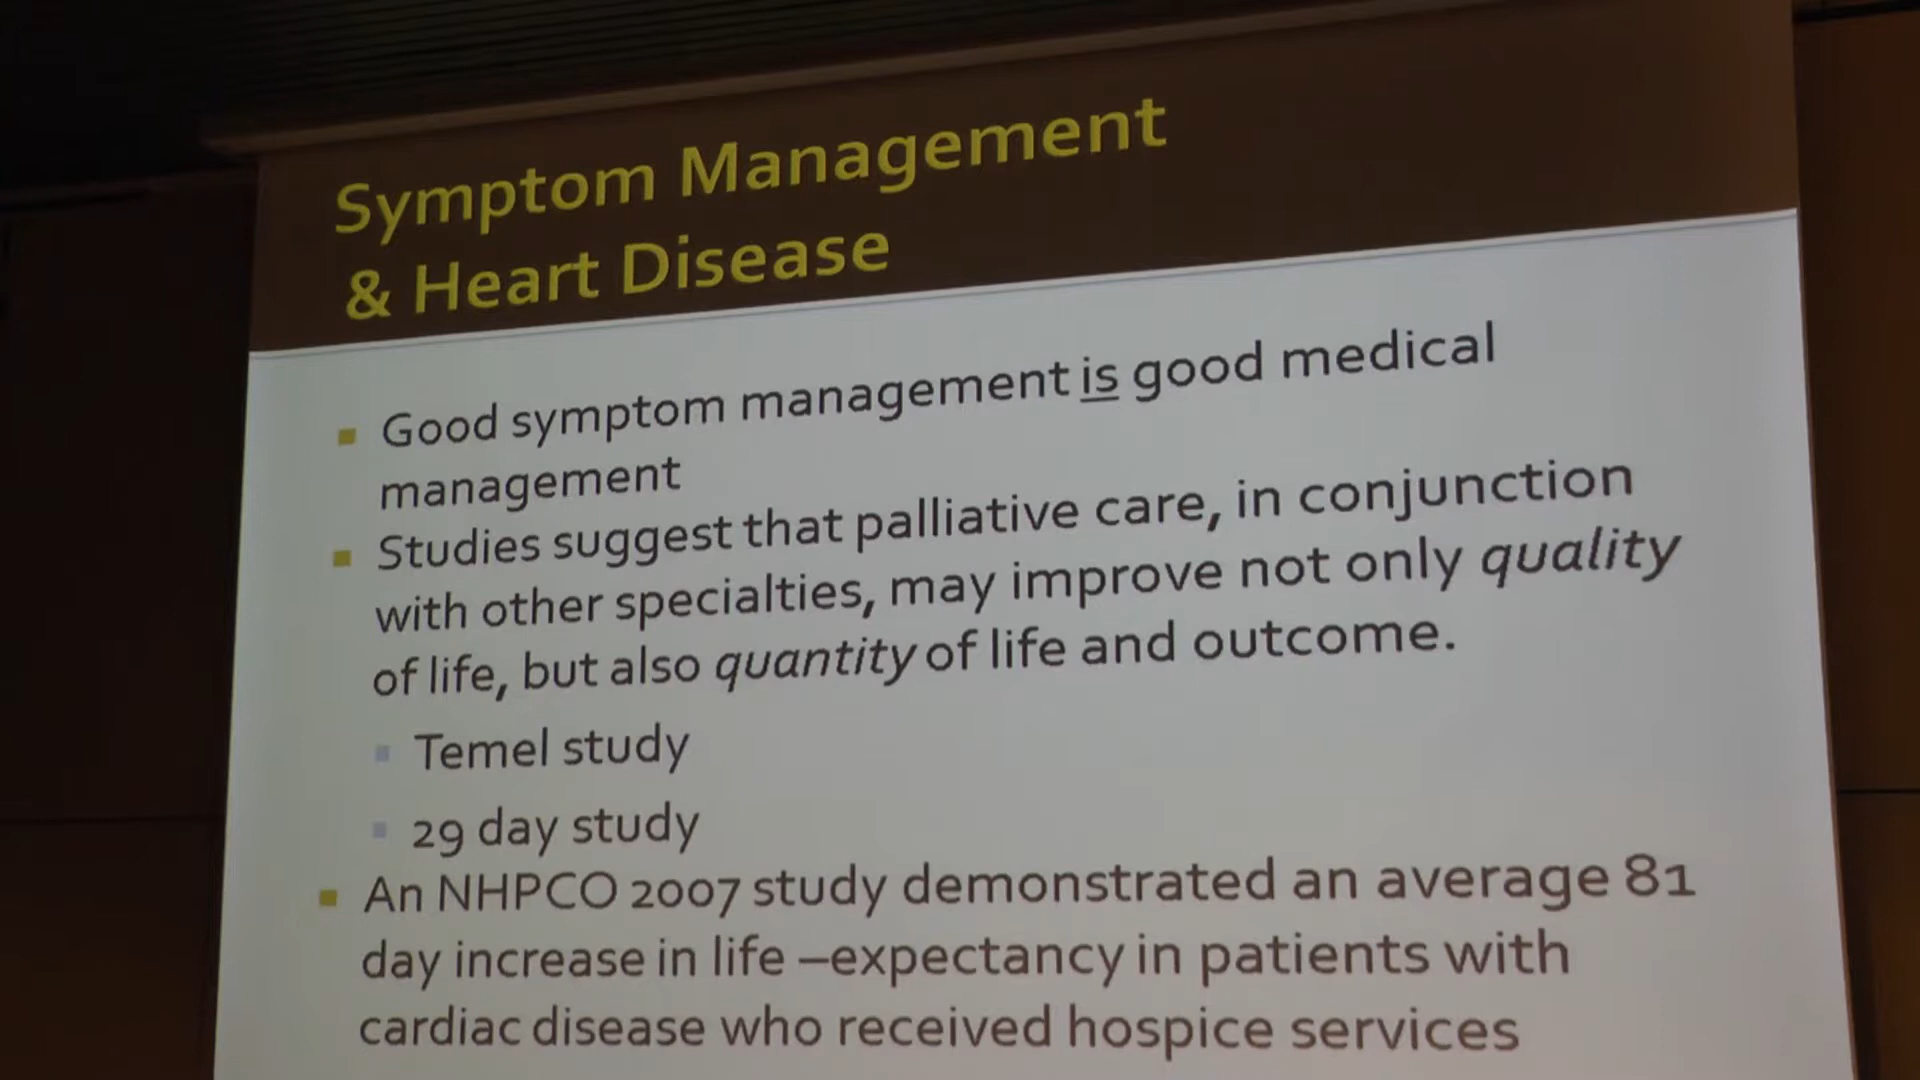 Symptom Management
& Heart Disease
Good symptom management is good medical
management
Studies suggest that palliative care, in conjunction
with other specialties, may improve not only quality
of life, but also quantity of life and outcome.
Temel study
29 day study
An NHPCO 2007 study demonstrated an average 81
day increase in life –expectancy in patients with
cardiac disease who received hospice services